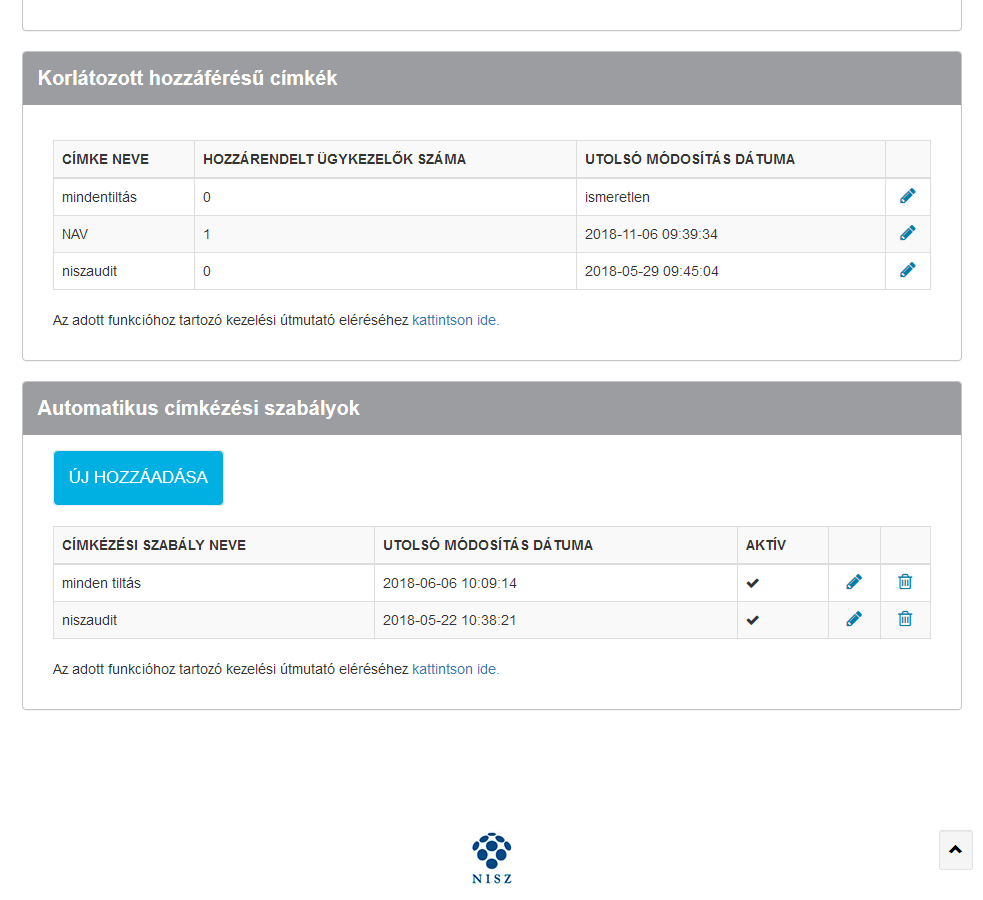 Korlátozott hozzáférésű címkék
CÍMKE NEVE HOZZÁRENDELT ÜGYKEZELŐK SZÁMA UTOLSÓ MÓDOSÍTÁS DÁTUMA
mindentiltás 0 ismeretlen
NAV 1 2018-11-06 09:39:34
niszaudit 0 2018-05-29 09:45:04
Az adott funkcióhoz tartozó kezelési útmutató eléréséhez kattintson ide.
Automatikus címkézési szabályok
ÚJ HOZZÁADÁSA
CÍMKÉZÉSI SZABÁLY NEVE UTOLSÓ MÓDOSÍTÁS DÁTUMA AKTÍV
minden tiltás 2018-06-06 10:09:14
niszaudit 2018-05-22 10:38:21
Az adott funkcióhoz tartozó kezelési útmutató eléréséhez kattintson ide.
NISZ